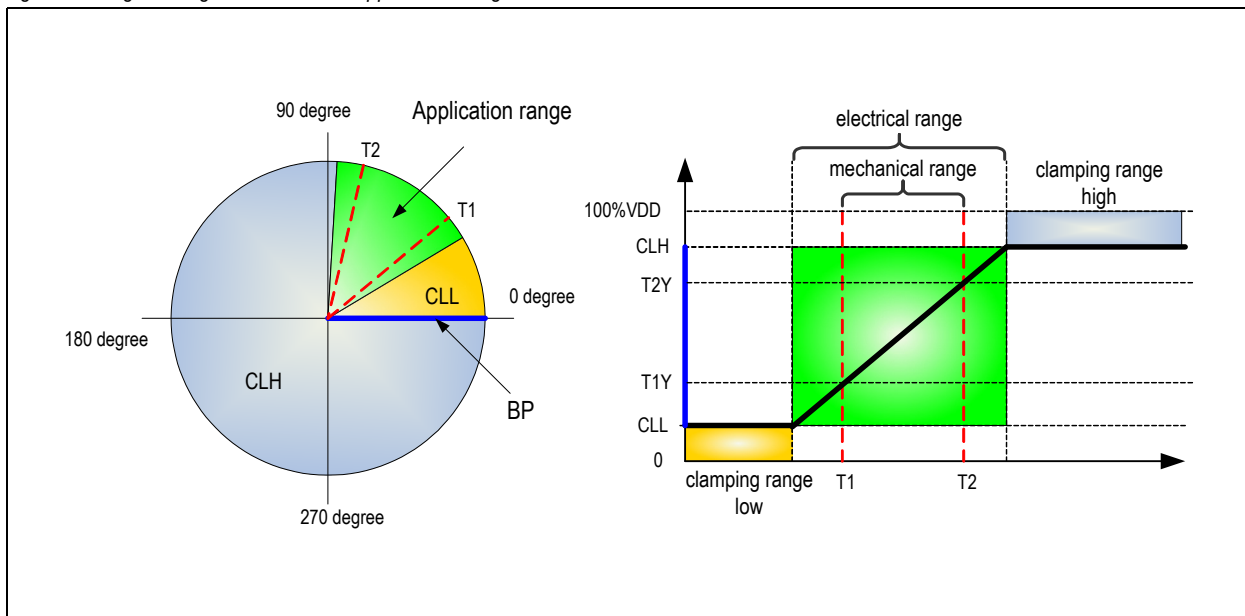 90 degree
Application range
T2
T1
CLL
0 degree
180 degree
CLH
BP
270 degree
electrical range
mechanical range
clamping range
high
100%VDD
CLH
T2Y
T1Y
CLL
0
clamping range
low
T1
T2